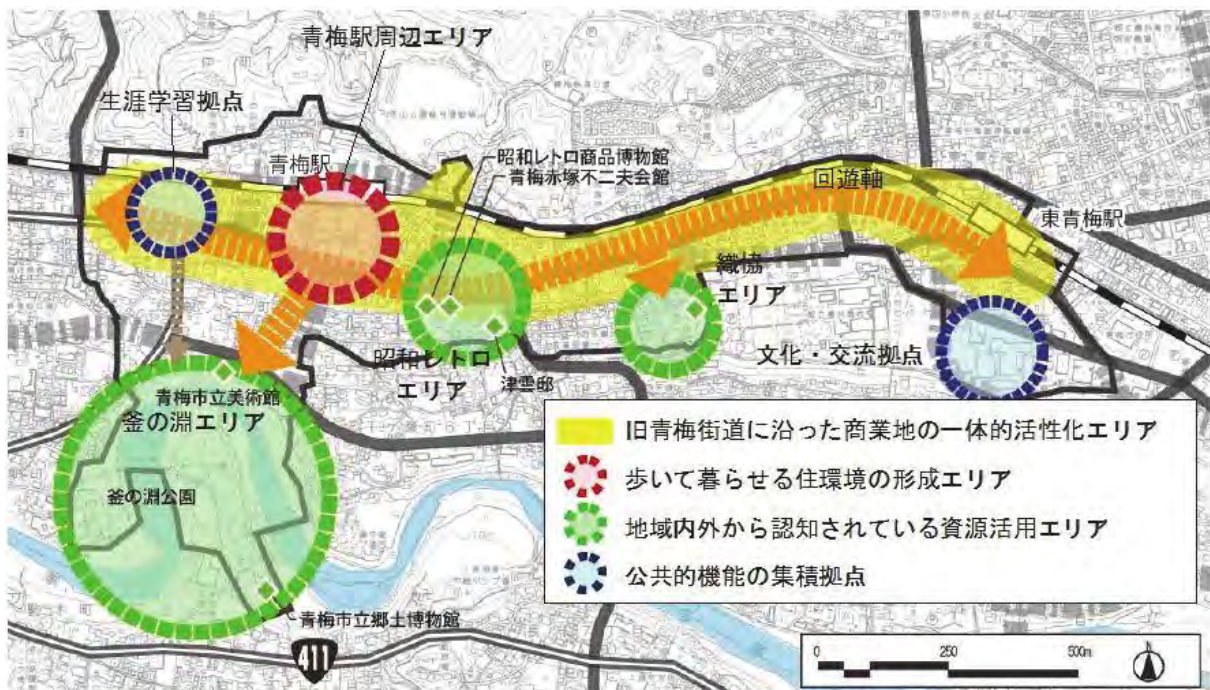 青梅駅周辺エリア
生涯学習拠点
青梅駅
昭和レトロ商品博物館
青梅赤塚不二夫会館
回遊軸
東青梅駅
織協
エリア
昭和レトロ
エリア
津雲邸
文化・交流拠点
青梅市立美術館
釜の淵エリア
釜の淵公園
青梅市立郷土博物館
411
旧青梅街道に沿った商業地の一体的活性化エリア
歩いて暮らせる住環境の形成エリア
地域内外から認知されている資源活用エリア
公共的機能の集積拠点
0 250 500m